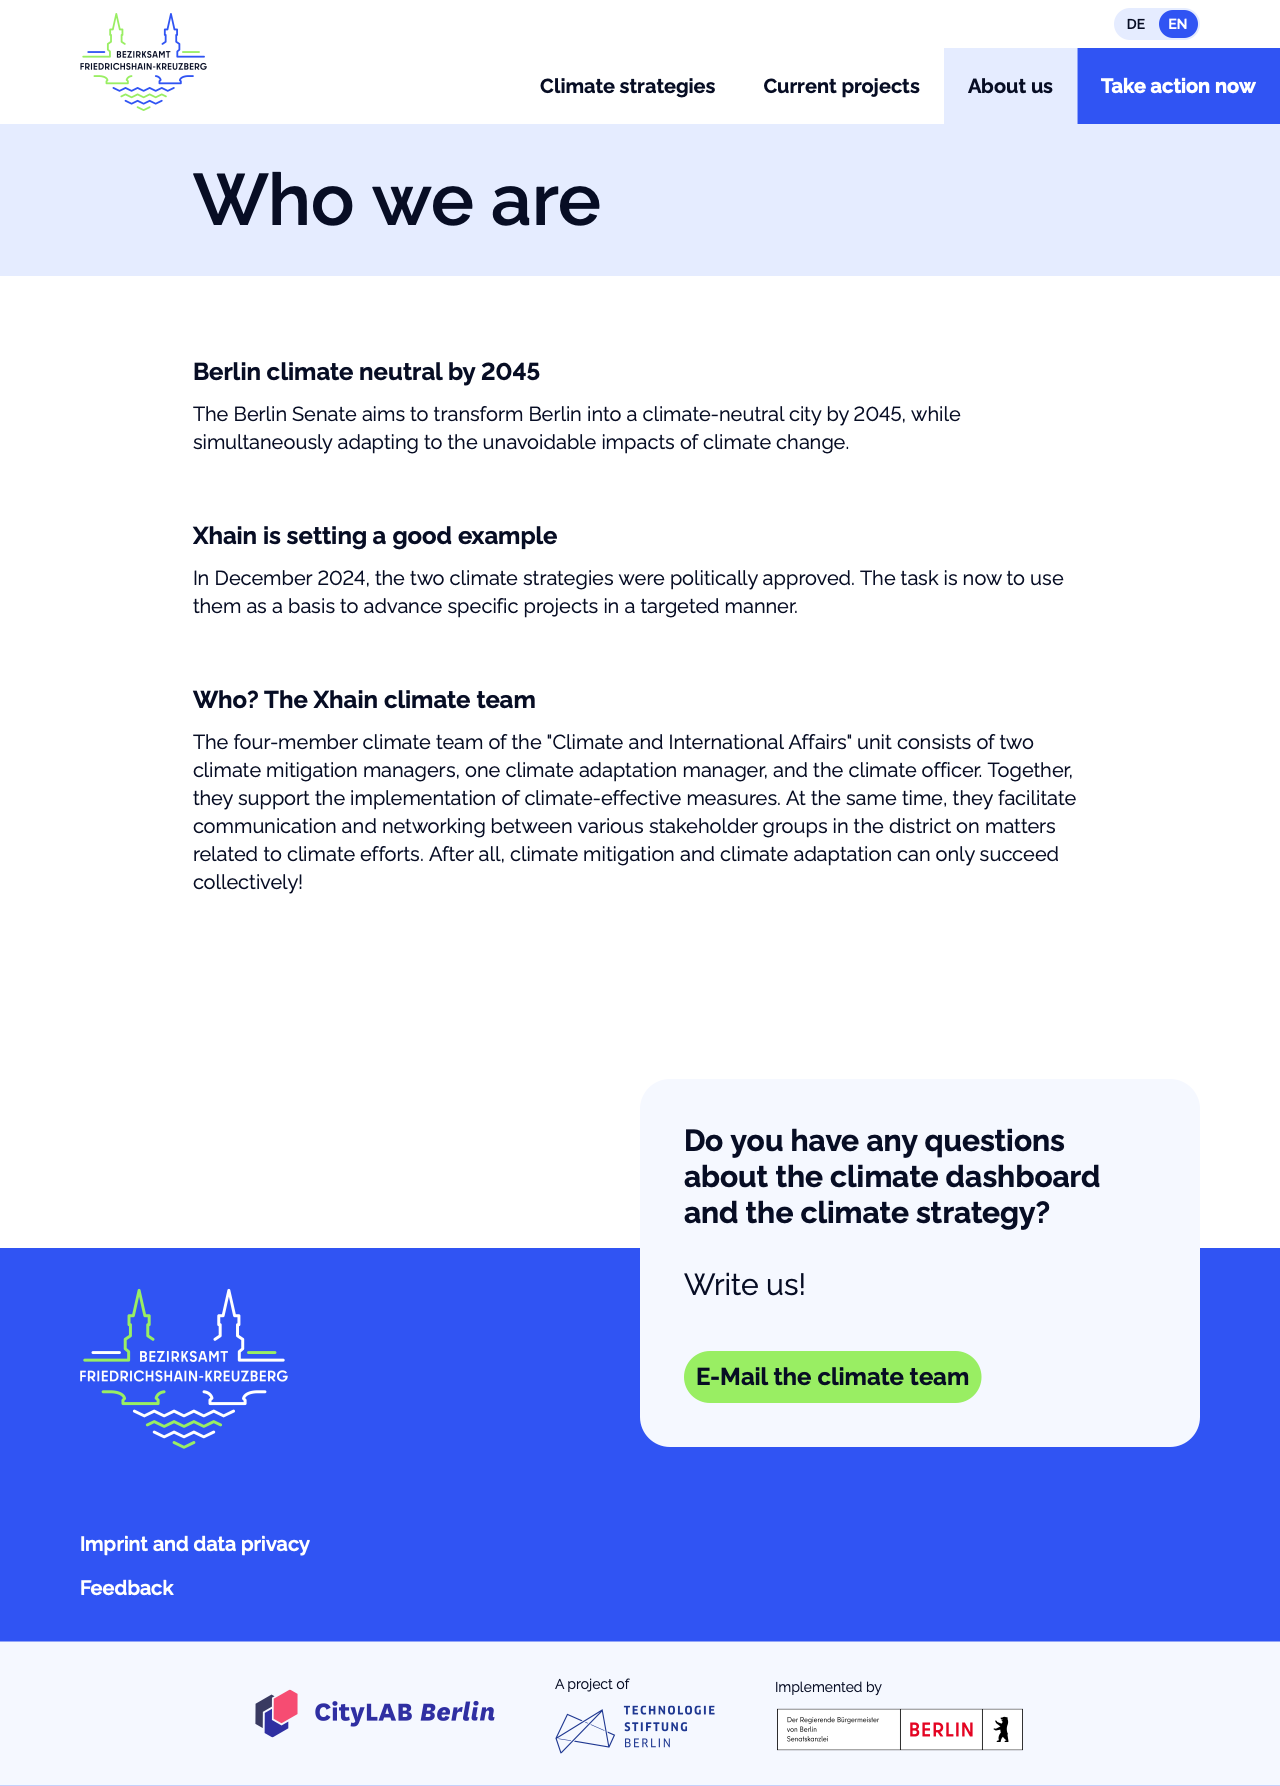 DE EN
BEZIRKSAMT
FRIEDRICHSHAIN-KREUZBERG
Climate strategies
Current projects
About us
Take action now
Who we are
Berlin climate neutral by 2045
The Berlin Senate aims to transform Berlin into a climate-neutral city by 2045, while
simultaneously adapting to the unavoidable impacts of climate change.
Xhain is setting a good example
In December 2024, the two climate strategies were politically approved. The task is now to use
them as a basis to advance specific projects in a targeted manner.
Who? The Xhain climate team
The four-member climate team of the "Climate and International Affairs" unit consists of two
climate mitigation managers, one climate adaptation manager, and the climate officer. Together,
they support the implementation of climate-effective measures. At the same time, they facilitate
communication and networking between various stakeholder groups in the district on matters
related to climate efforts. After all, climate mitigation and climate adaptation can only succeed
collectively!
Do you have any questions
about the climate dashboard
and the climate strategy?
Write us!
E-Mail the climate team
BEZIRKSAMT
FRIEDRICHSHAIN-KREUZBERG
Imprint and data privacy
Feedback
CityLAB Berlin
A project of
TECHNOLOGIE
STIFTUNG
BERLIN
Implemented by
Der Regierende Bürgermeister
von Berlin
Senatskanzlei
BERLIN